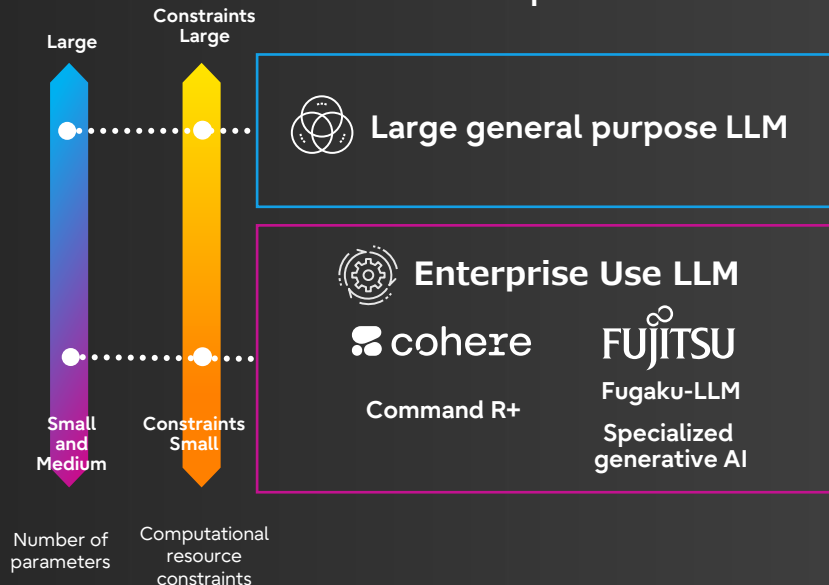 Large
Constraints
Large
Large general purpose LLM
Enterprise Use LLM
cohere
FUJITSU
Command R+
Fugaku-LLM
Specialized
generative AI
Small
and
Medium
Constraints
Small
Number of
parameters
Computational
resource
constraints